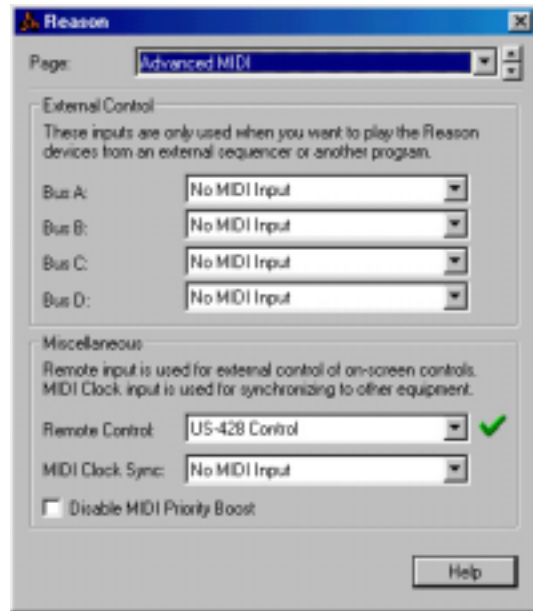 Reason
Page: Advanced MIDI
External Control
These inputs are only used when you want to play the Reason
devices from an external sequencer or another program.
Bus A: No MIDI Input
Bus B: No MIDI Input
Bus C: No MIDI Input
Bus D: No MIDI Input
Miscellaneous
Remote input is used for external control of on-screen controls.
MIDI Clock input is used for synchronizing to other equipment.
Remote Control: US-428 Control
MIDI Clock Sync: No MIDI Input
Disable MIDI Priority Boost
Help